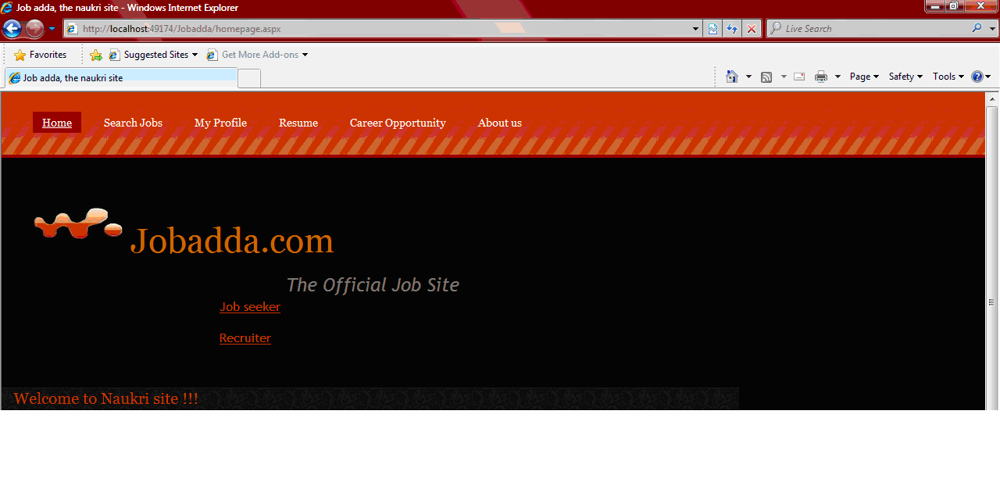 Job adda, the naukri site - Windows Internet Explorer
http://localhost:49174/Jobadda/homepage.aspx
Live Search
Favorites Suggested Sites Get More Add-ons
Job adda, the naukri site
Page Safety Tools
Home Search Jobs My Profile Resume Career Opportunity About us
Jobadda.com
The Official Job Site
Job seeker
Recruiter
Welcome to Naukri site !!!